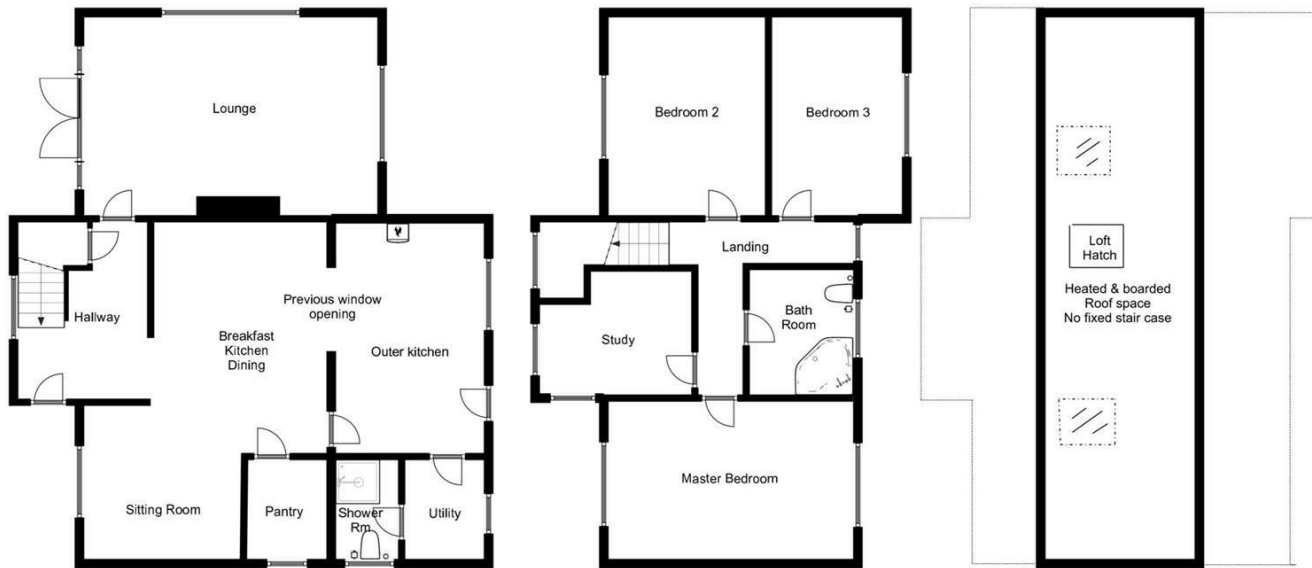 Lounge
Hallway
Previous window
opening
Breakfast
Kitchen
Dining
Outer kitchen
Sitting Room
Pantry
Shower
Rm
Utility
Bedroom 2
Bedroom 3
Landing
Study
Bath
Room
Master Bedroom
Loft
Hatch
Heated & boarded
Roof space
No fixed stair case